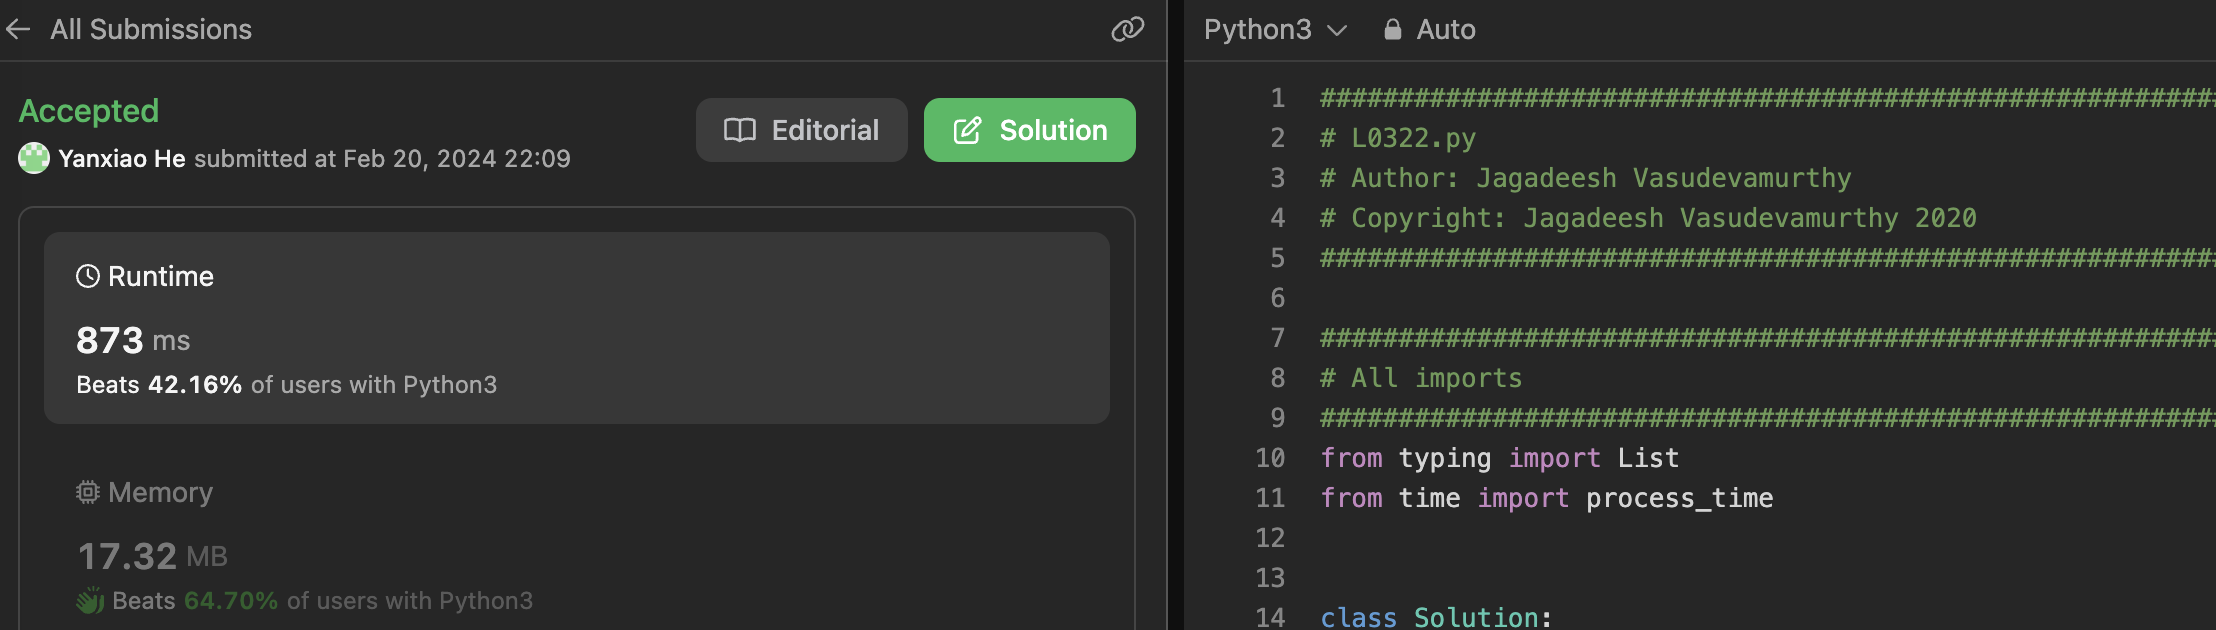 All Submissions
Accepted
Editorial
Solution
Yanxiao He submitted at Feb 20, 2024 22:09
Runtime
873 ms
Beats 42.16% of users with Python3
Memory
17.32 MB
Beats 64.70% of users with Python3
Python3
Auto
1 ##########################################################
2 # L0322.py
3 # Author: Jagadeesh Vasudevamurthy
4 # Copyright: Jagadeesh Vasudevamurthy 2020
5 ##########################################################
6
7 ##########################################################
8 # All imports
9 ##########################################################
10 from typing import List
11 from time import process_time
12
13
14 class Solution: